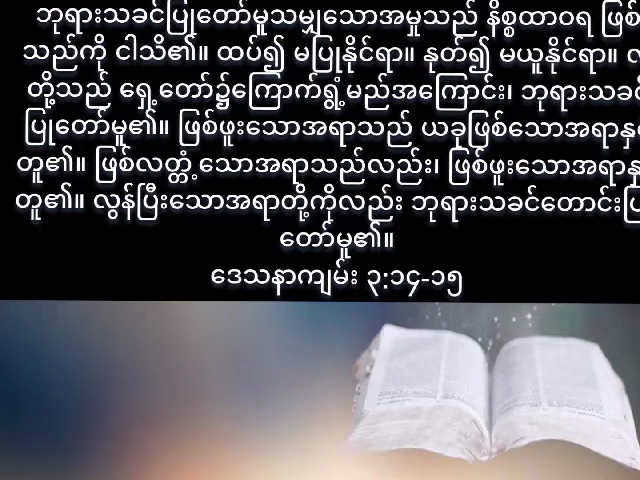 ဘုရားသခင်ပြုတော်မူသမျှသောအမှုသည် နိစ္စထာဝရ ဖြစ်
သည်ကို ငါသိ၏။ ထပ်၍ မပြုနိုင်ရာ။ နုတ်၍ မယူနိုင်ရာ။
တို့သည် ရှေ့တော်၌ကြောက်ရွံ့မည်အကြောင်း၊ ဘုရားသခင်
ပြုတော်မူ၏။ ဖြစ်ဖူးသောအရာသည် ယခုဖြစ်သောအရာနှ
တူ၏။ ဖြစ်လတ္တံ့သောအရာသည်လည်း၊ ဖြစ်ဖူးသောအရာန
တူ၏။ လွန်ပြီးသောအရာတို့ကိုလည်း ဘုရားသခင်တောင်းပြ
တော်မူ၏။
ဒေသနာကျမ်း ၃:၁၄-၁၅